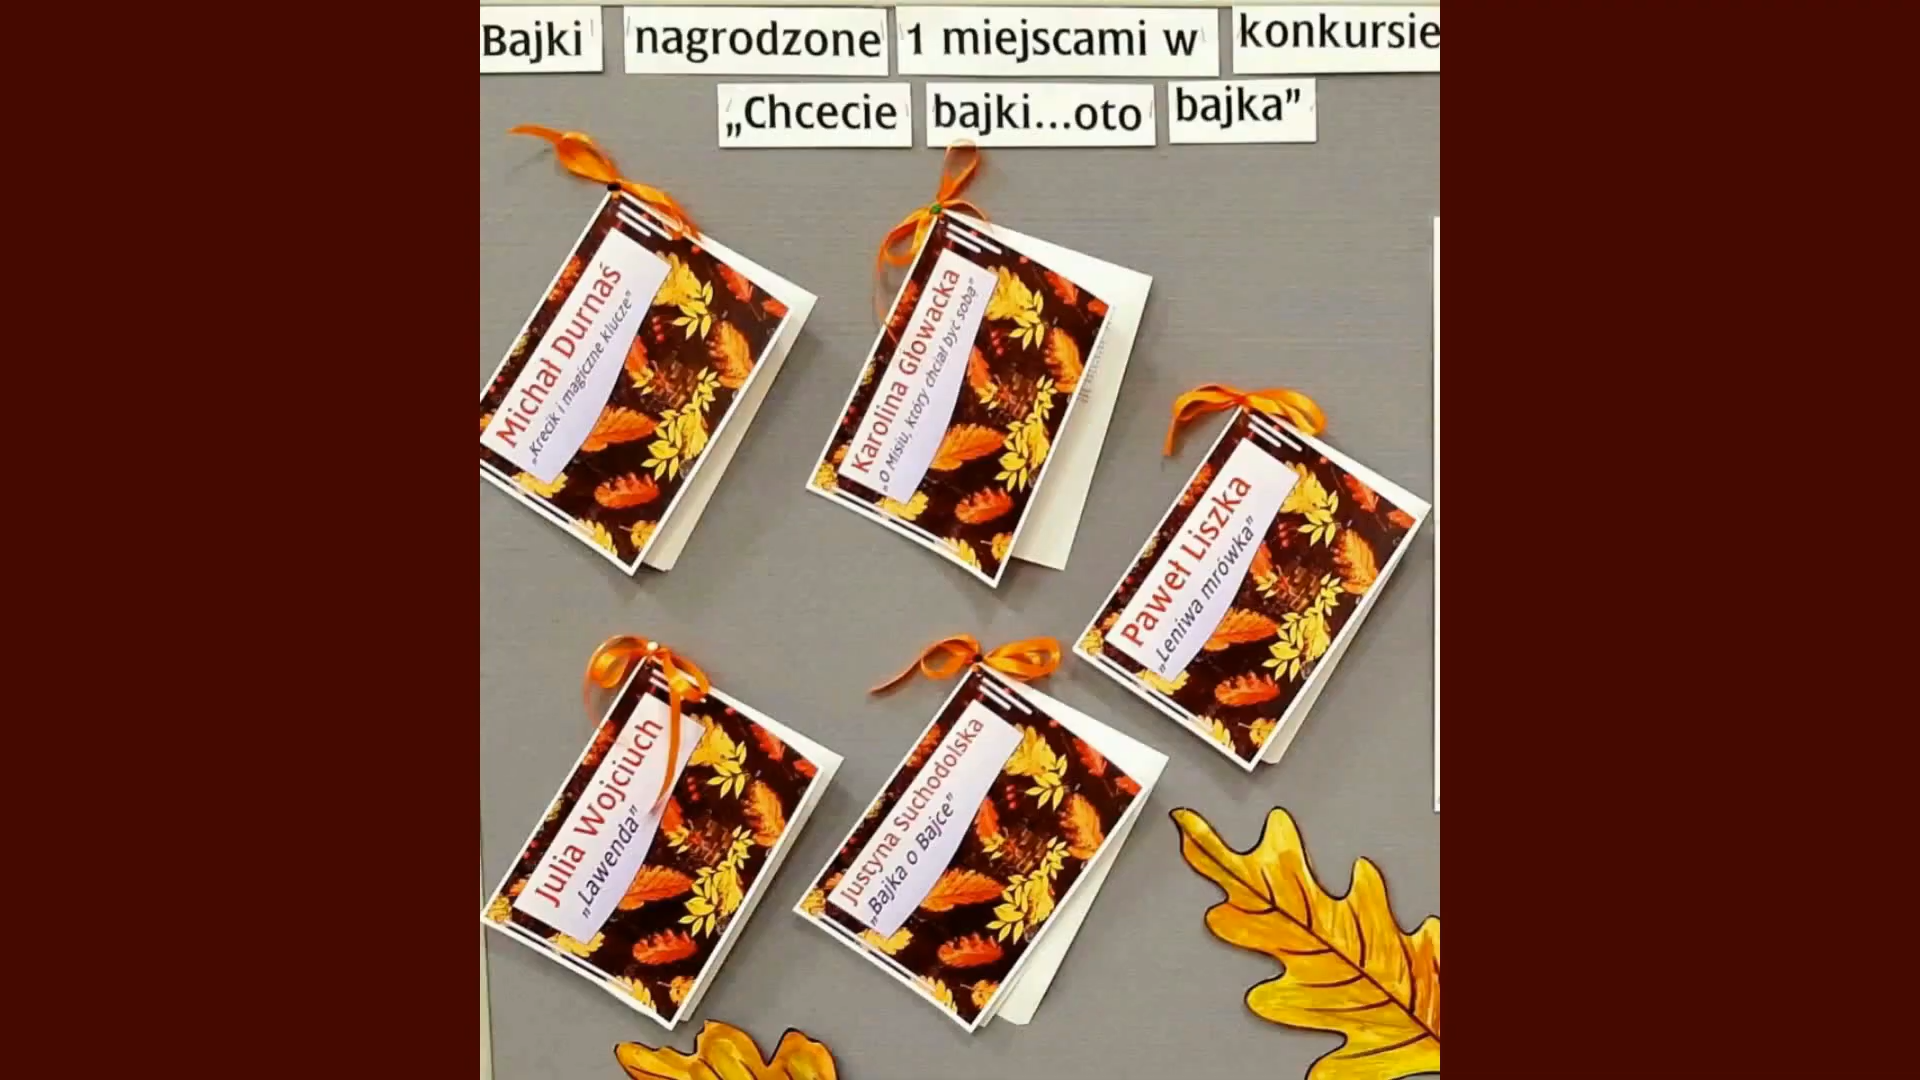 Bajki nagrodzone 1 miejscami w konkursie
„Chcecie bajki...oto bajka”
Michał Durnaś
„Krecik i magiczne klucze”
Karolina Głowacka
„O Misiu, który chciał być sobą”
Paweł Liszka
„Leniwa mrówka”
Julia Wojciuch
„Lawenda”
Justyna Suchodolska
„Bajka o Bajce”